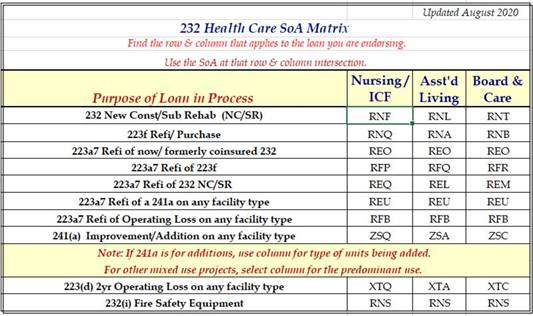 Updated August 2020
232 Health Care SoA Matrix
Find the row & column that applies to the loan you are endorsing.
Use the SoA at that row & column intersection.
Purpose of Loan in Process Nursing / ICF Asst'd Living Board & Care
232 New Const/Sub Rehab (NC/SR) RNF RNL RNT
223f Refi/ Purchase RNQ RNA RNB
223a7 Refi of now/ formerly coinsured 232 REO REO REO
223a7 Refi of 223f RFP RFQ RFR
223a7 Refi of 232 NC/SR REQ REL REM
223a7 Refi of a 241a on any facility type REU REU REU
223a7 Refi of Operating Loss on any facility type RFB RFB RFB
241(a) Improvement/Addition on any facility type ZSQ ZSA ZSC
Note: If 241a is for additions, use column for type of units being added.
For other mixed use projects, select column for the predominant use.
223(d) 2yr Operating Loss on any facility type XTQ XTA XTC
232(i) Fire Safety Equipment RNS RNS RNS